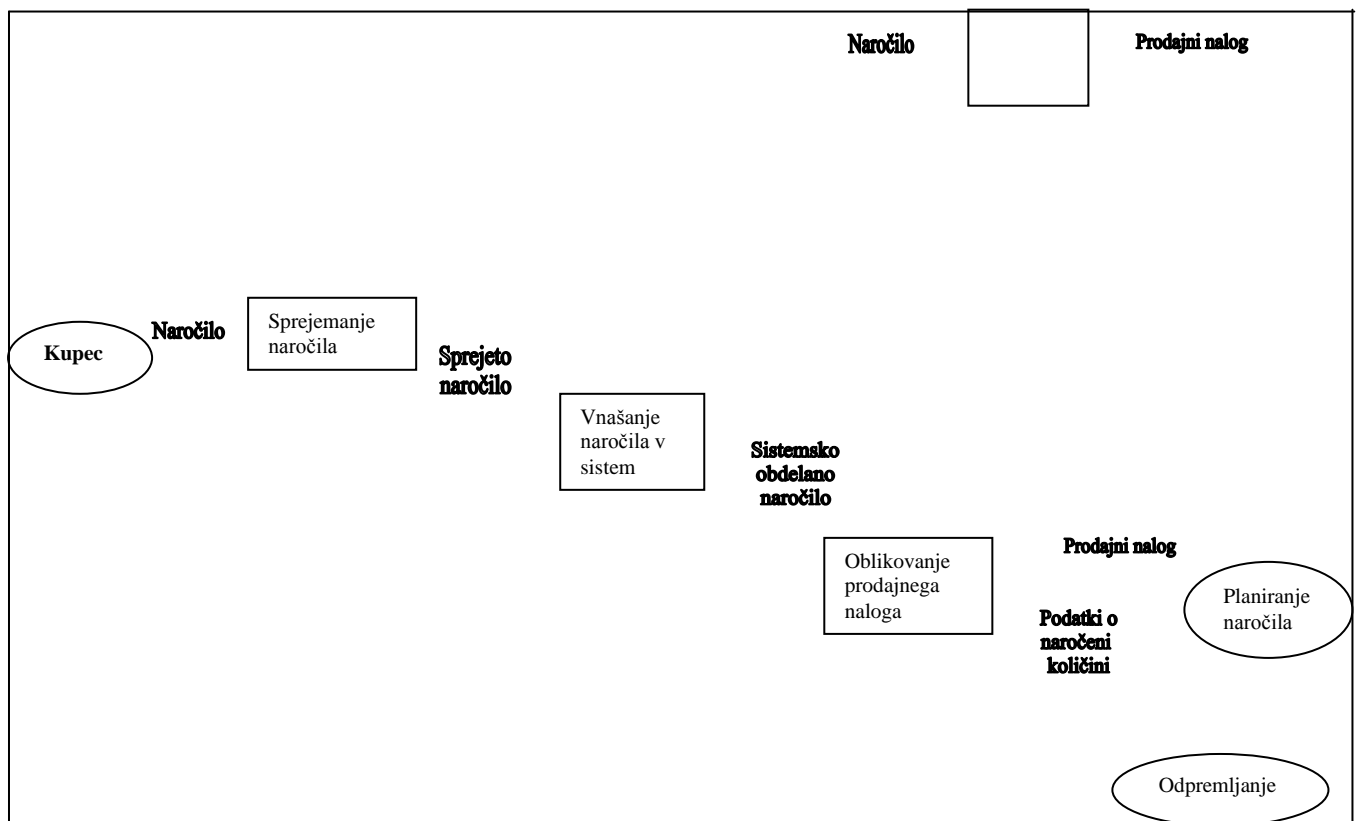 Naročilo
Prodajni nalog
Kupec
Naročilo
Sprejemanje
naročila
Sprejeto
naročilo
Vnašanje
naročila v
sistem
Sistemsko
obdelano
naročilo
Oblikovanje
prodajnega
naloga
Prodajni nalog
Podatki o
naročeni
količini
Planiranje
naročila
Odpremljanje